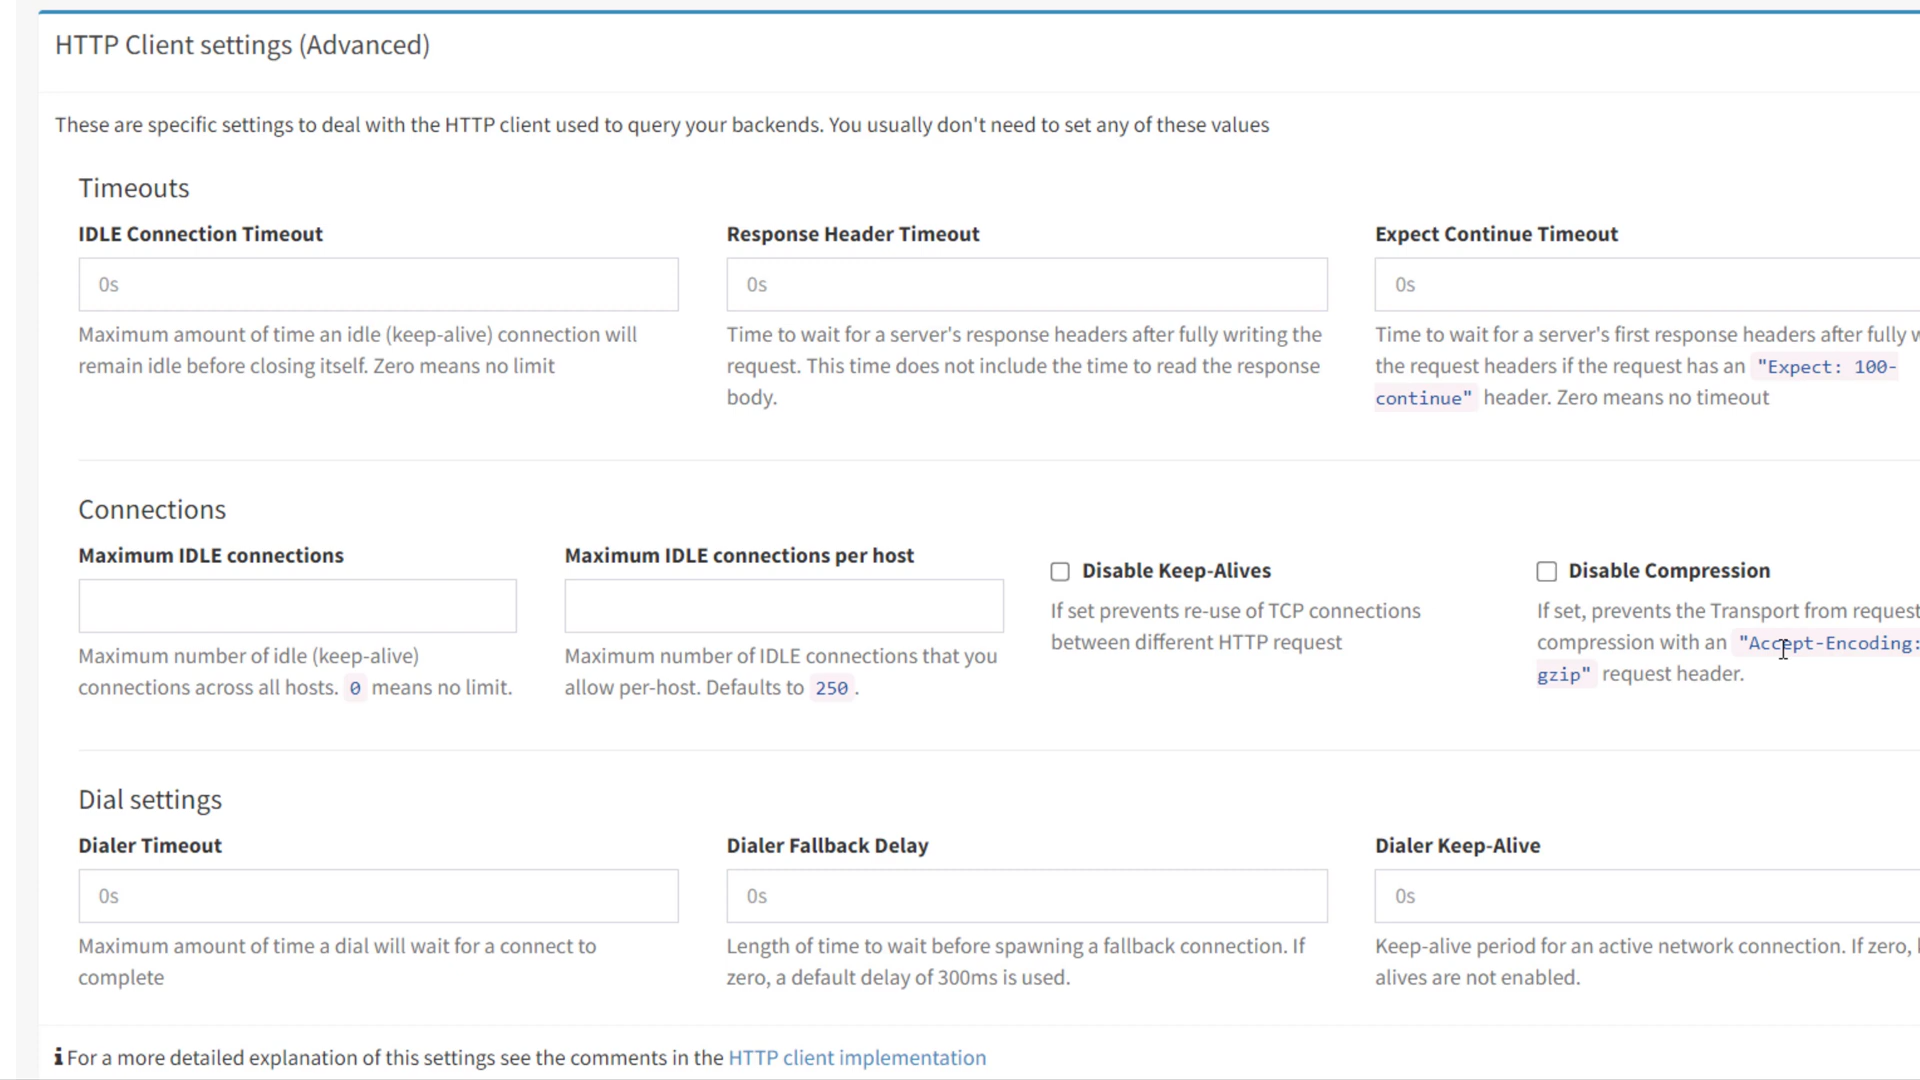 HTTP Client settings (Advanced)
These are specific settings to deal with the HTTP client used to query your backends. You usually don't need to set any of these values
Timeouts
IDLE Connection Timeout
0s
Maximum amount of time an idle (keep-alive) connection will
remain idle before closing itself. Zero means no limit
Response Header Timeout
0s
Time to wait for a server's response headers after fully writing the
request. This time does not include the time to read the response
body.
Expect Continue Timeout
0s
Time to wait for a server's first response headers after fully
the request headers if the request has an "Expect: 100-
continue" header. Zero means no timeout
Connections
Maximum IDLE connections
Maximum number of idle (keep-alive)
connections across all hosts. 0 means no limit.
Maximum IDLE connections per host
Maximum number of IDLE connections that you
allow per-host. Defaults to 250 .
Disable Keep-Alives
If set prevents re-use of TCP connections
between different HTTP request
Disable Compression
If set, prevents the Transport from request
compression with an "Accept-Encoding:
gzip" request header.
Dial settings
Dialer Timeout
0s
Maximum amount of time a dial will wait for a connect to
complete
Dialer Fallback Delay
0s
Length of time to wait before spawning a fallback connection. If
zero, a default delay of 300ms is used.
Dialer Keep-Alive
0s
Keep-alive period for an active network connection. If zero,
alives are not enabled.
i For a more detailed explanation of this settings see the comments in the HTTP client implementation